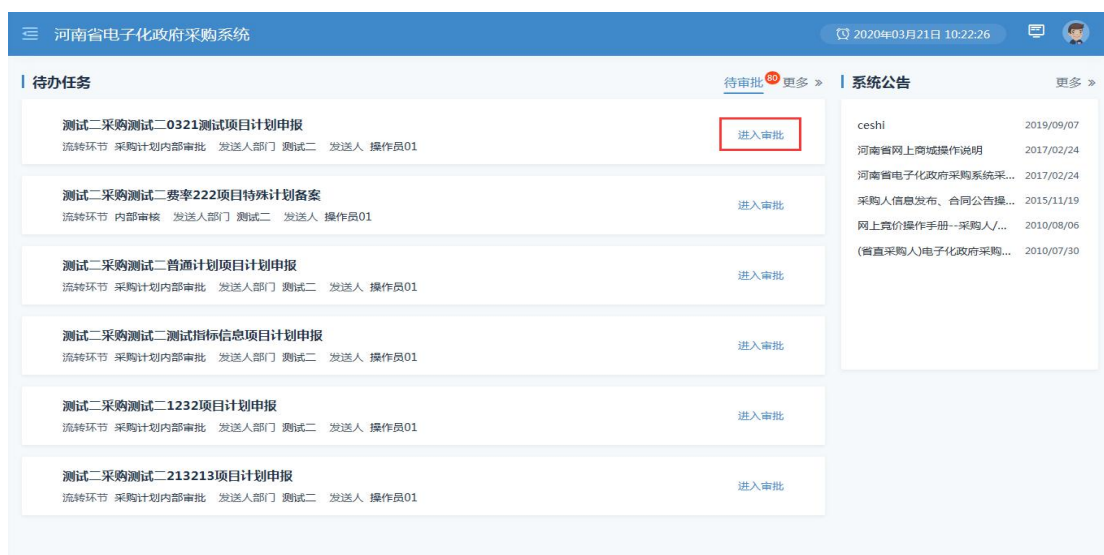 河南省电子化政府采购系统
2020年03月21日 10:22:26
待办任务
待审批 80 更多 »
测试二采购测试二0321测试项目计划申报
流转环节 采购计划内部审批 发送人部门 测试二 发送人 操作员01
进入审批
测试二采购测试二费率222项目特殊计划备案
流转环节 内部审核 发送人部门 测试二 发送人 操作员01
进入审批
测试二采购测试二普通计划项目计划申报
流转环节 采购计划内部审批 发送人部门 测试二 发送人 操作员01
进入审批
测试二采购测试二测试指标信息项目计划申报
流转环节 采购计划内部审批 发送人部门 测试二 发送人 操作员01
进入审批
测试二采购测试二1232项目计划申报
流转环节 采购计划内部审批 发送人部门 测试二 发送人 操作员01
进入审批
测试二采购测试二213213项目计划申报
流转环节 采购计划内部审批 发送人部门 测试二 发送人 操作员01
进入审批
系统公告
更多 »
ceshi 2019/09/07
河南省网上商城操作说明 2017/02/24
河南省电子化政府采购系统采... 2017/02/24
采购人信息发布、合同公告操... 2015/11/19
网上竞价操作手册--采购人/... 2010/08/06
(省直采购人)电子化政府采购... 2010/07/30